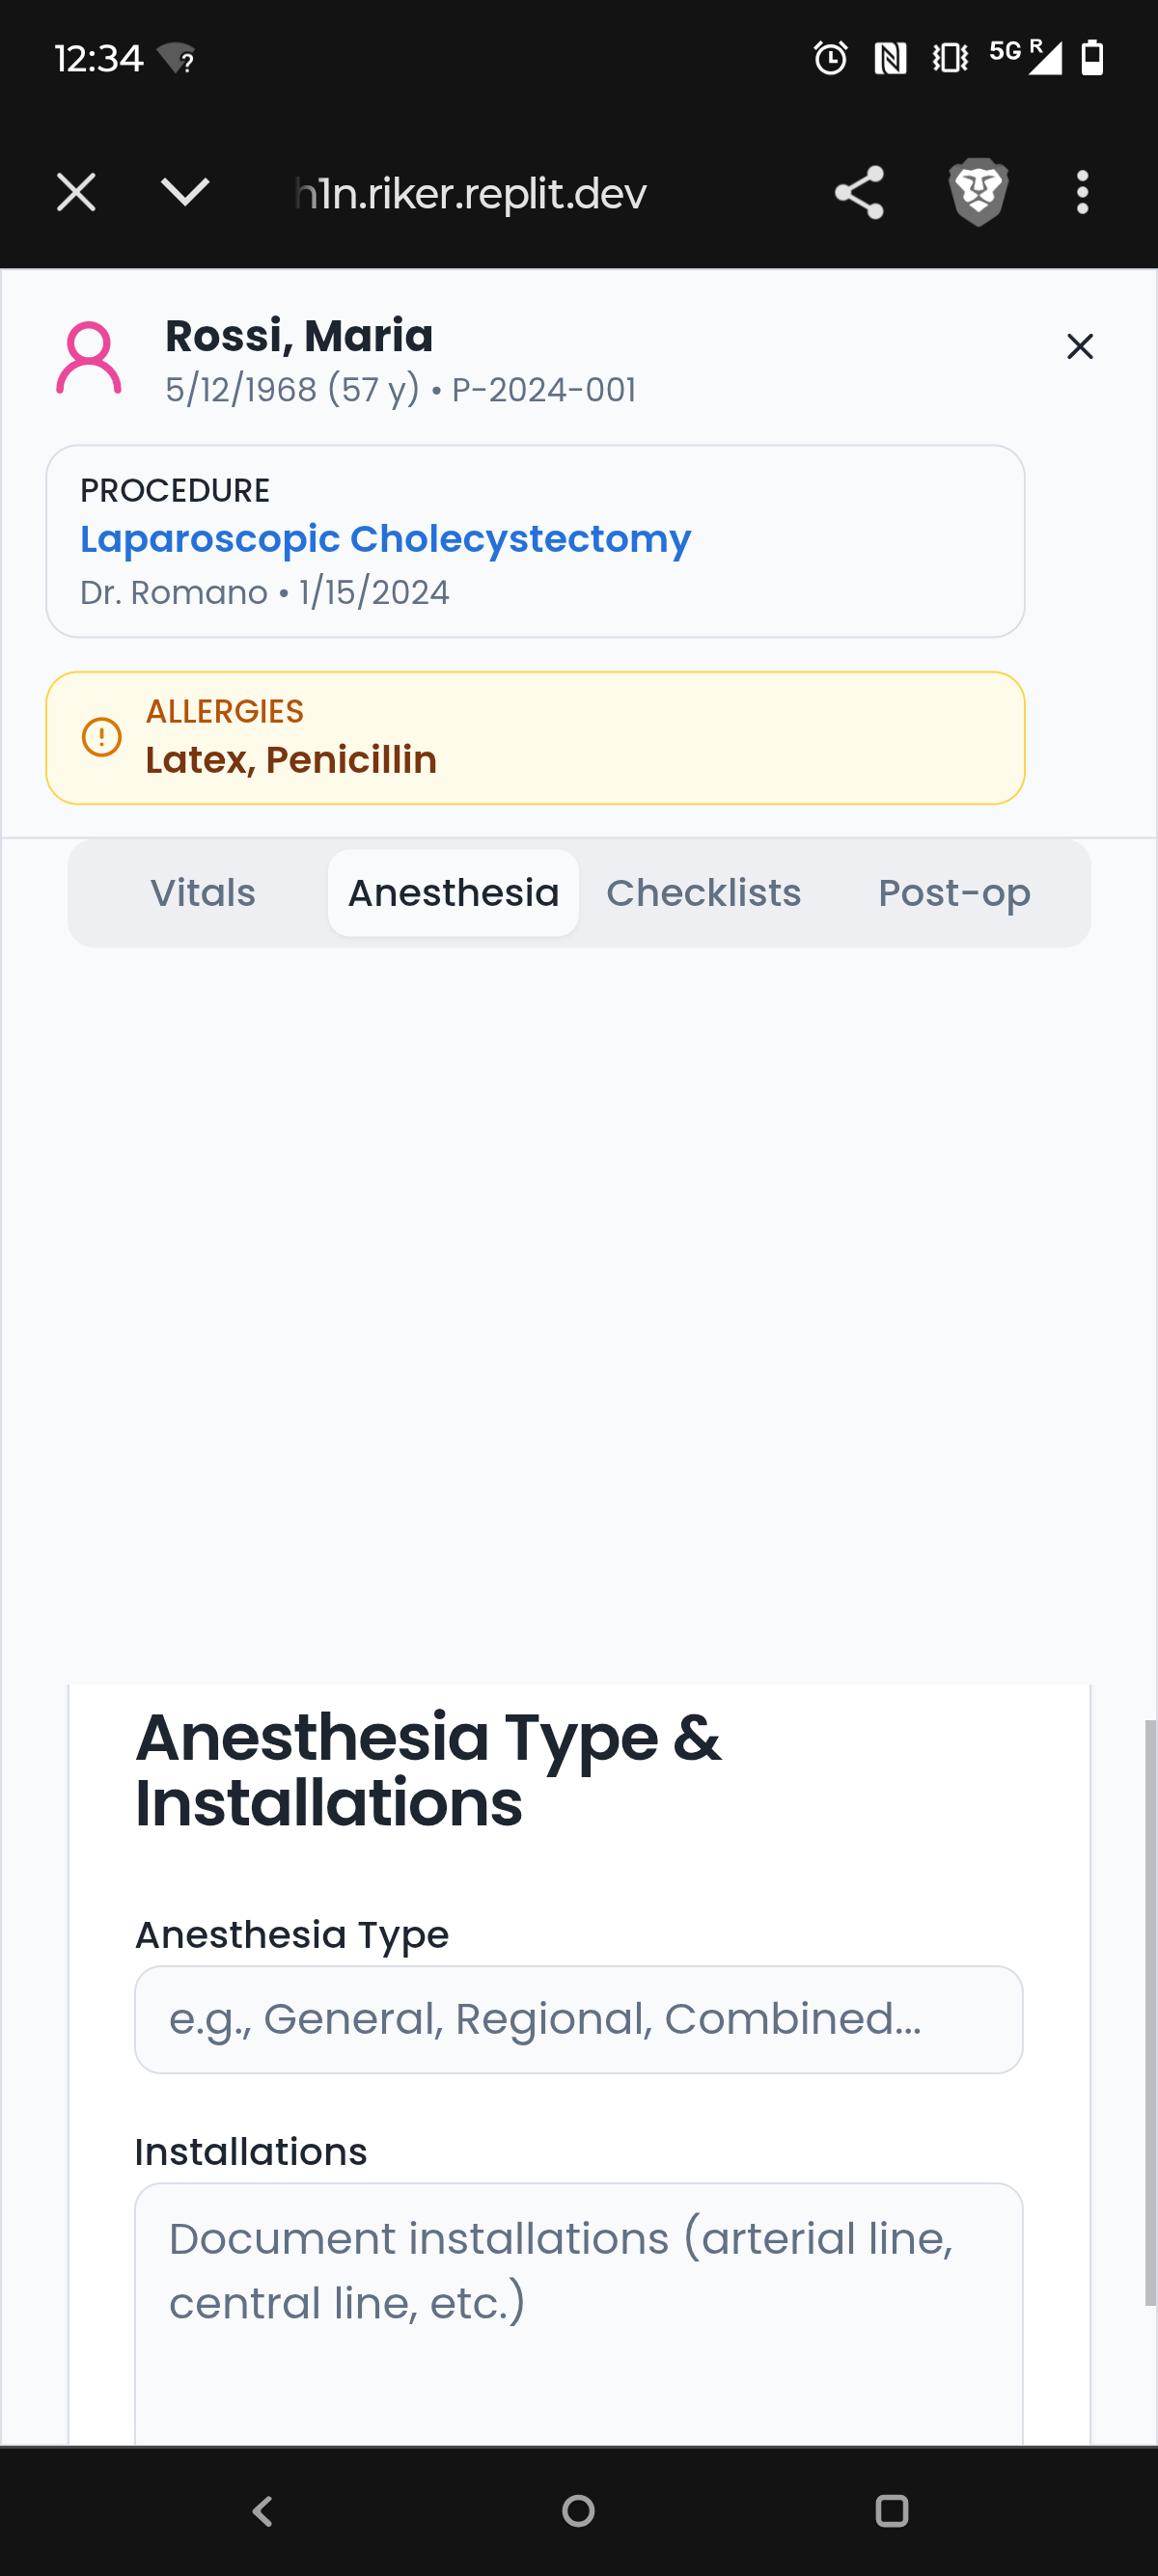 12:34
5G R
h1n.riker.replit.dev
Rossi, Maria
5/12/1968 (57 y) • P-2024-001
PROCEDURE
Laparoscopic Cholecystectomy
Dr. Romano • 1/15/2024
ALLERGIES
Latex, Penicillin
Vitals Anesthesia Checklists Post-op
Anesthesia Type &
Installations
Anesthesia Type
e.g., General, Regional, Combined...
Installations
Document installations (arterial line,
central line, etc.)